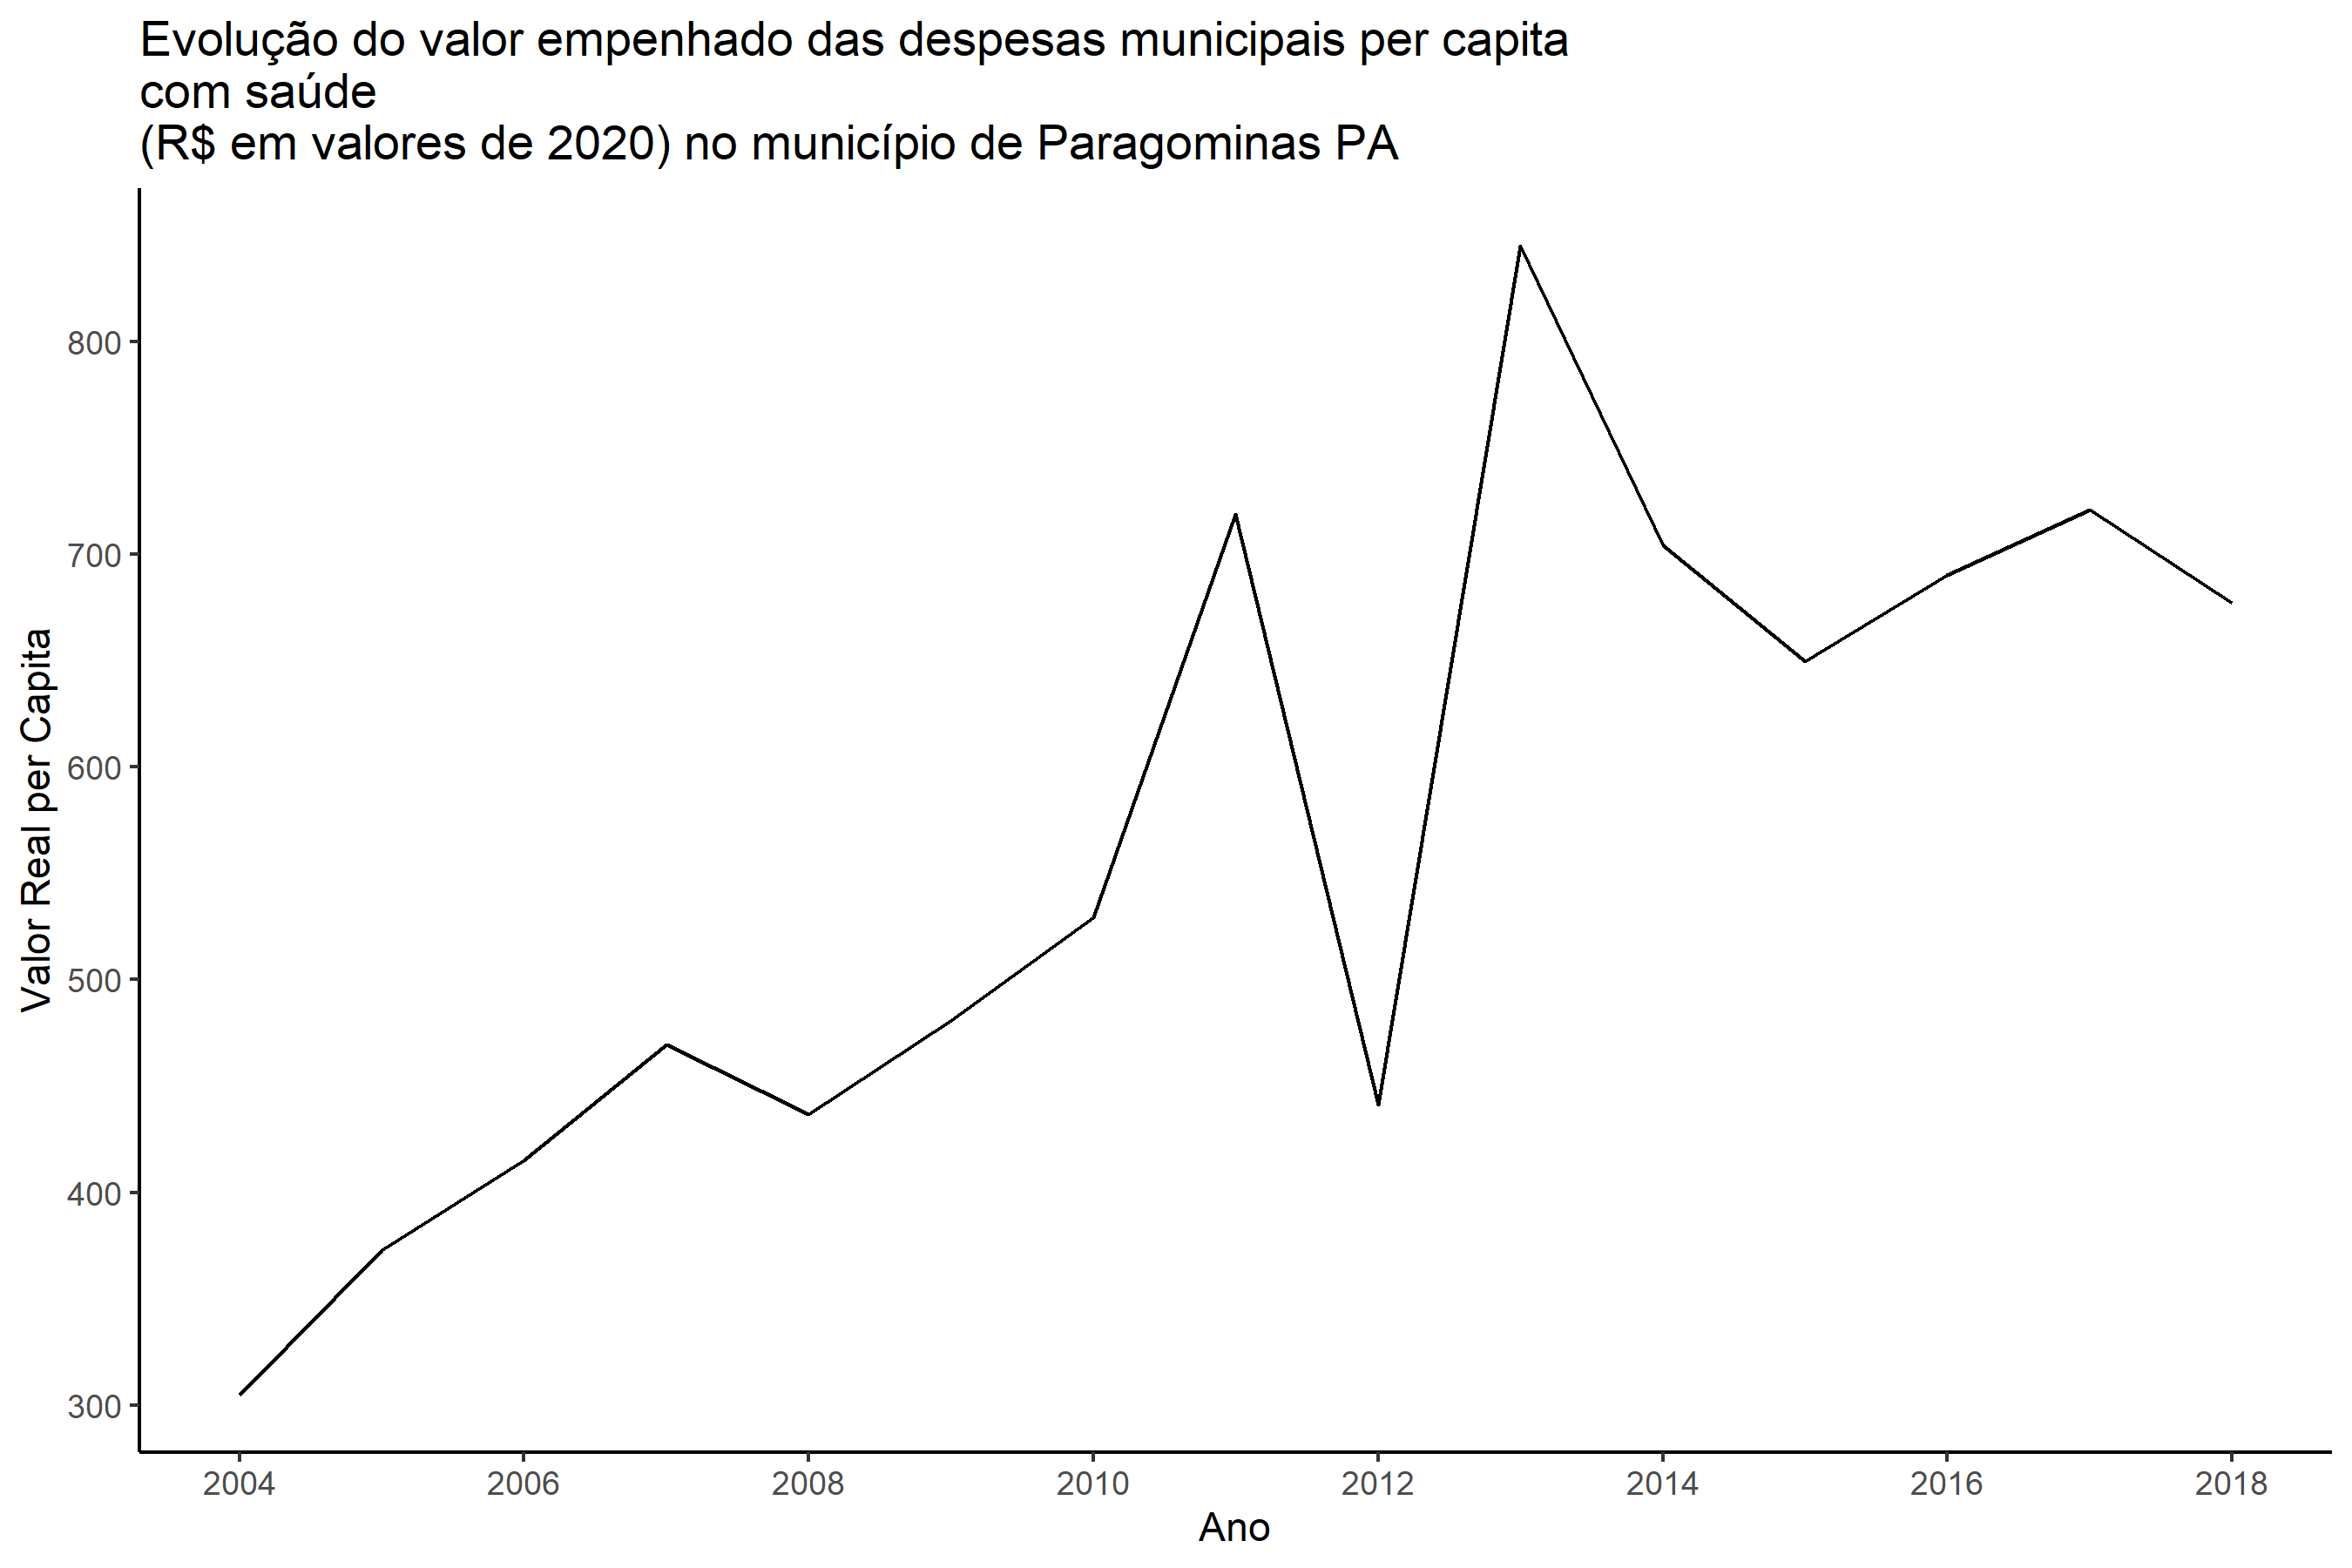 Evolução do valor empenhado das despesas municipais per capita
com saúde
(R$ em valores de 2020) no município de Paragominas PA
Valor Real per Capita
800
700
600
500
400
300
2004 2006 2008 2010 2012 2014 2016 2018
Ano